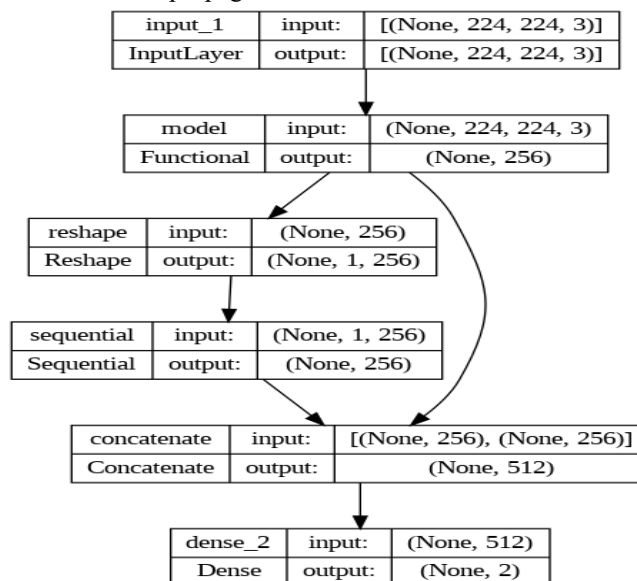 input_1 input: [(None, 224, 224, 3)]
InputLayer output: [(None, 224, 224, 3)]
model input: (None, 224, 224, 3)
Functional output: (None, 256)
reshape input: (None, 256)
Reshape output: (None, 1, 256)
sequential input: (None, 1, 256)
Sequential output: (None, 256)
concatenate input: [(None, 256), (None, 256)]
Concatenate output: (None, 512)
dense_2 input: (None, 512)
Dense output: (None, 2)